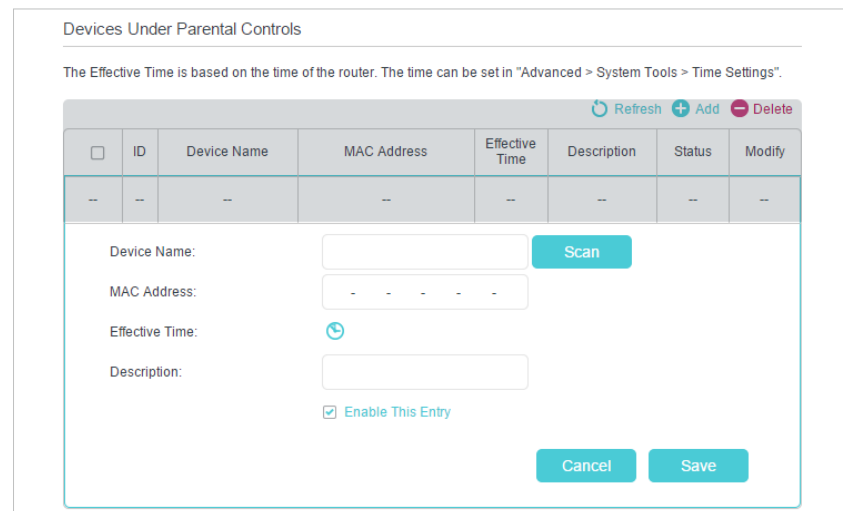 Devices Under Parental Controls
The Effective Time is based on the time of the router. The time can be set in "Advanced > System Tools > Time Settings".
Refresh Add Delete
ID Device Name MAC Address Effective Time Description Status Modify
-- -- -- -- -- -- -- --
Device Name: Scan
MAC Address: - - - - -
Effective Time:
Description:
Enable This Entry
Cancel Save